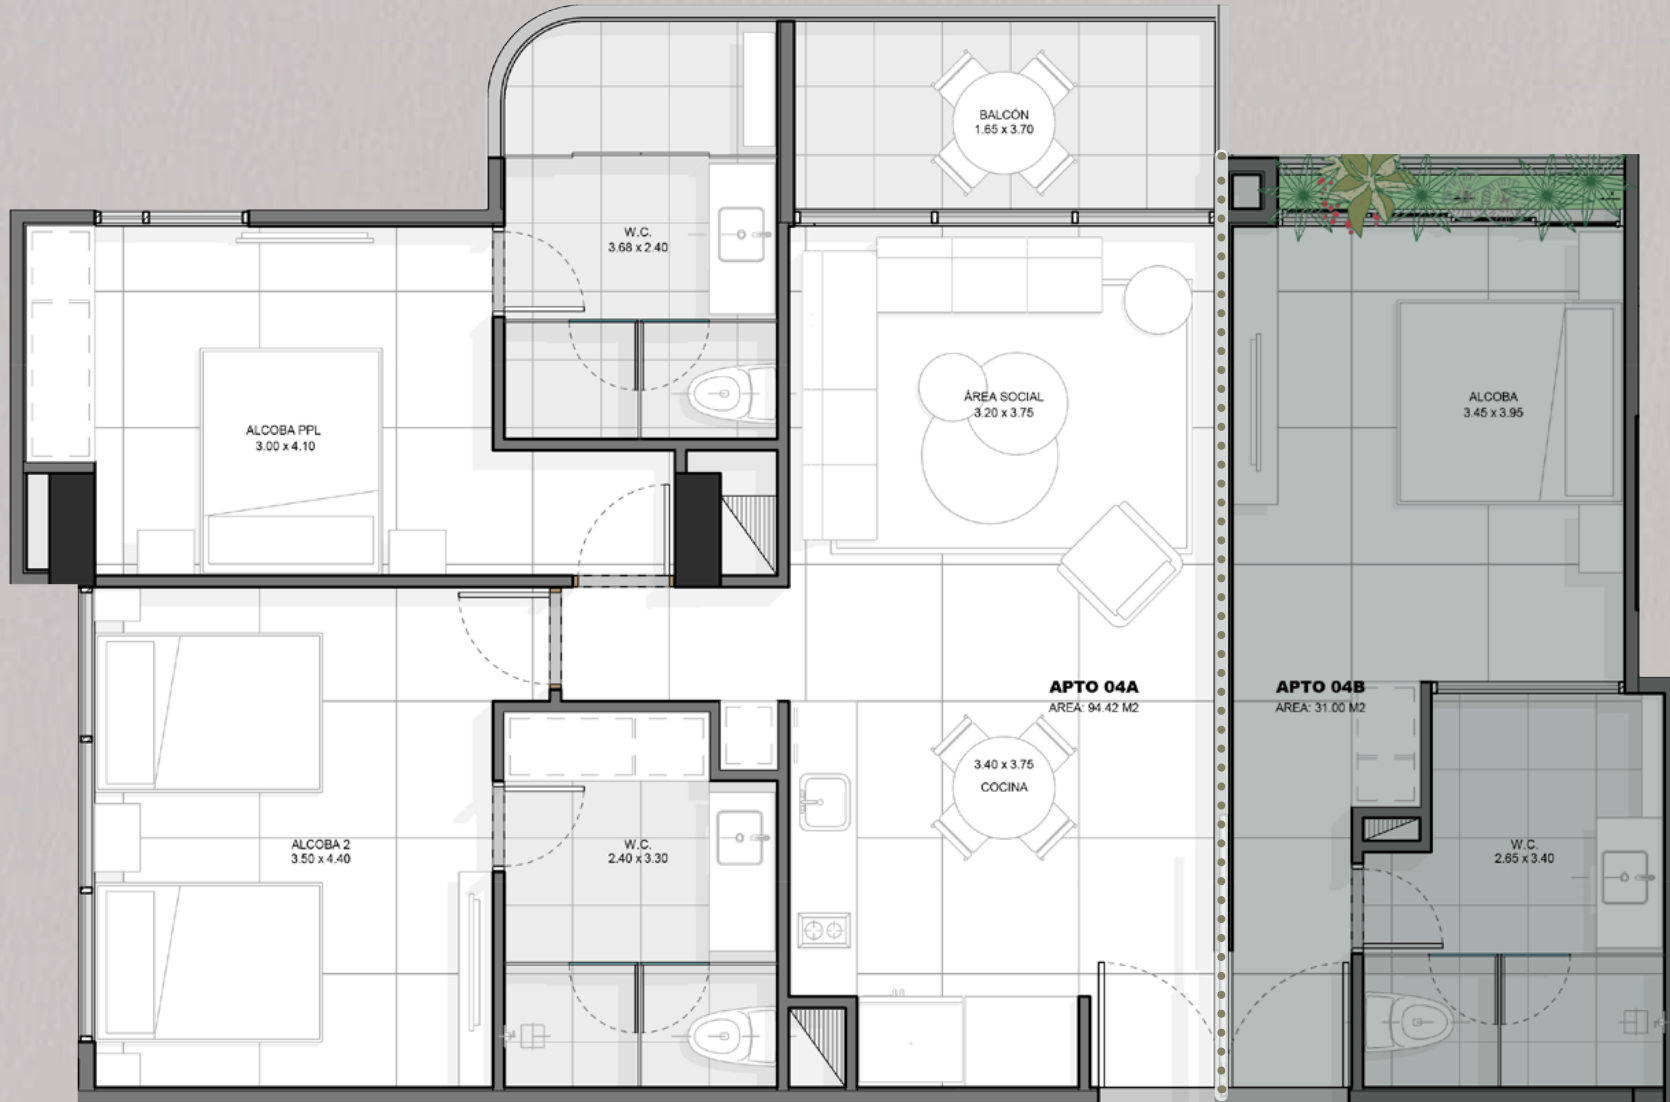 BALCÓN
1.65 x 3.70
W.C.
3.68 x 2.40
ÁREA SOCIAL
3.20 x 3.75
ALCOBA
3.45 x 3.95
ALCOBA PPL
3.00 x 4.10
APTO 04A
AREA: 94.42 M2
APTO 04B
AREA: 31.00 M2
3.40 x 3.75
COCINA
ALCOBA 2
3.50 x 4.40
W.C.
2.40 x 3.30
W.C.
2.65 x 3.40